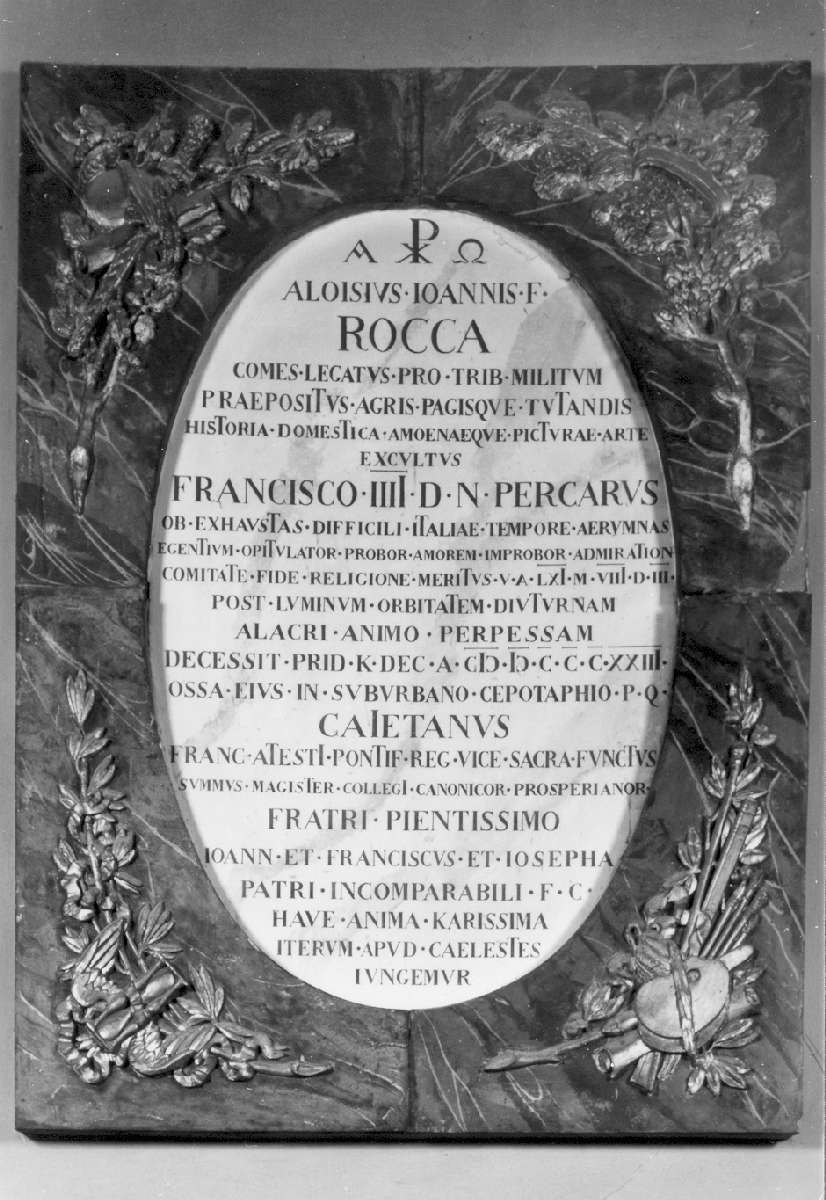 Α ☧ Ω
ALOISIVS·IOANNIS·F·
ROCCA
COMES·LEGATVS·PRO·TRIB·MILITVM
PRAEPOSITVS·AGRIS·PAGISQVE·TVTANDIS
HISTORIA·DOMESTICA·AMOENAEQVE·PICTVRAE·ARTE
EXCVLTVS
FRANCISCO·IIII·D·N·PERCARVS
OB·EXHAVSTAS·DIFFICILI·ITALIAE·TEMPORE·AERVMNAS
EGENTIVM·OPITVLATOR·PROBOR·AMOREM·IMPROBOR·ADMIRATION
COMITATE·FIDE·RELIGIONE·MERITVS·V·A·LXI·M·VIII·D·III·
POST·LVMINVM·ORBITATEM·DIVTVRNAM
ALACRI·ANIMO·PERPESSAM
DECESSIT·PRID·K·DEC·A·CIↃ·IↃ·C·C·C·XXIII·
OSSA·EIVS·IN·SVBVRBANO·CEPOTAPHIO·P·Q·
CAIETANVS
FRANC·ATESTI·PONTIF·REG·VICE·SACRA·FVNCTVS
SVMMVS·MAGISTER·COLLEGI·CANONICOR·PROSPERIANOR·
FRATRI·PIENTISSIMO
IOANN·ET·FRANCISCVS·ET·IOSEPHA
PATRI·INCOMPARABILI·F·C·
HAVE·ANIMA·KARISSIMA
ITERVM·APVD·CAELESTES
IVNGEMVR